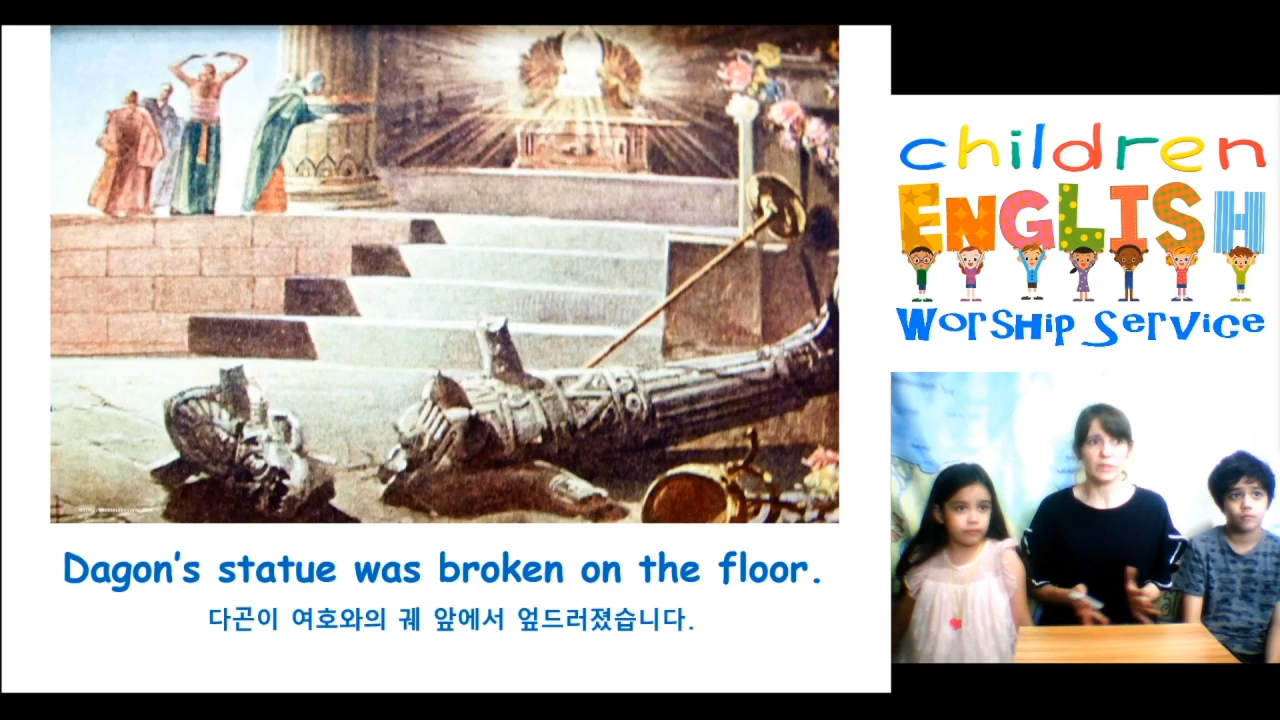 Dagon's statue was broken on the floor.
다곤이 여호와의 궤 앞에서 엎드러졌습니다.
children
ENGLISH
WorSHip Service